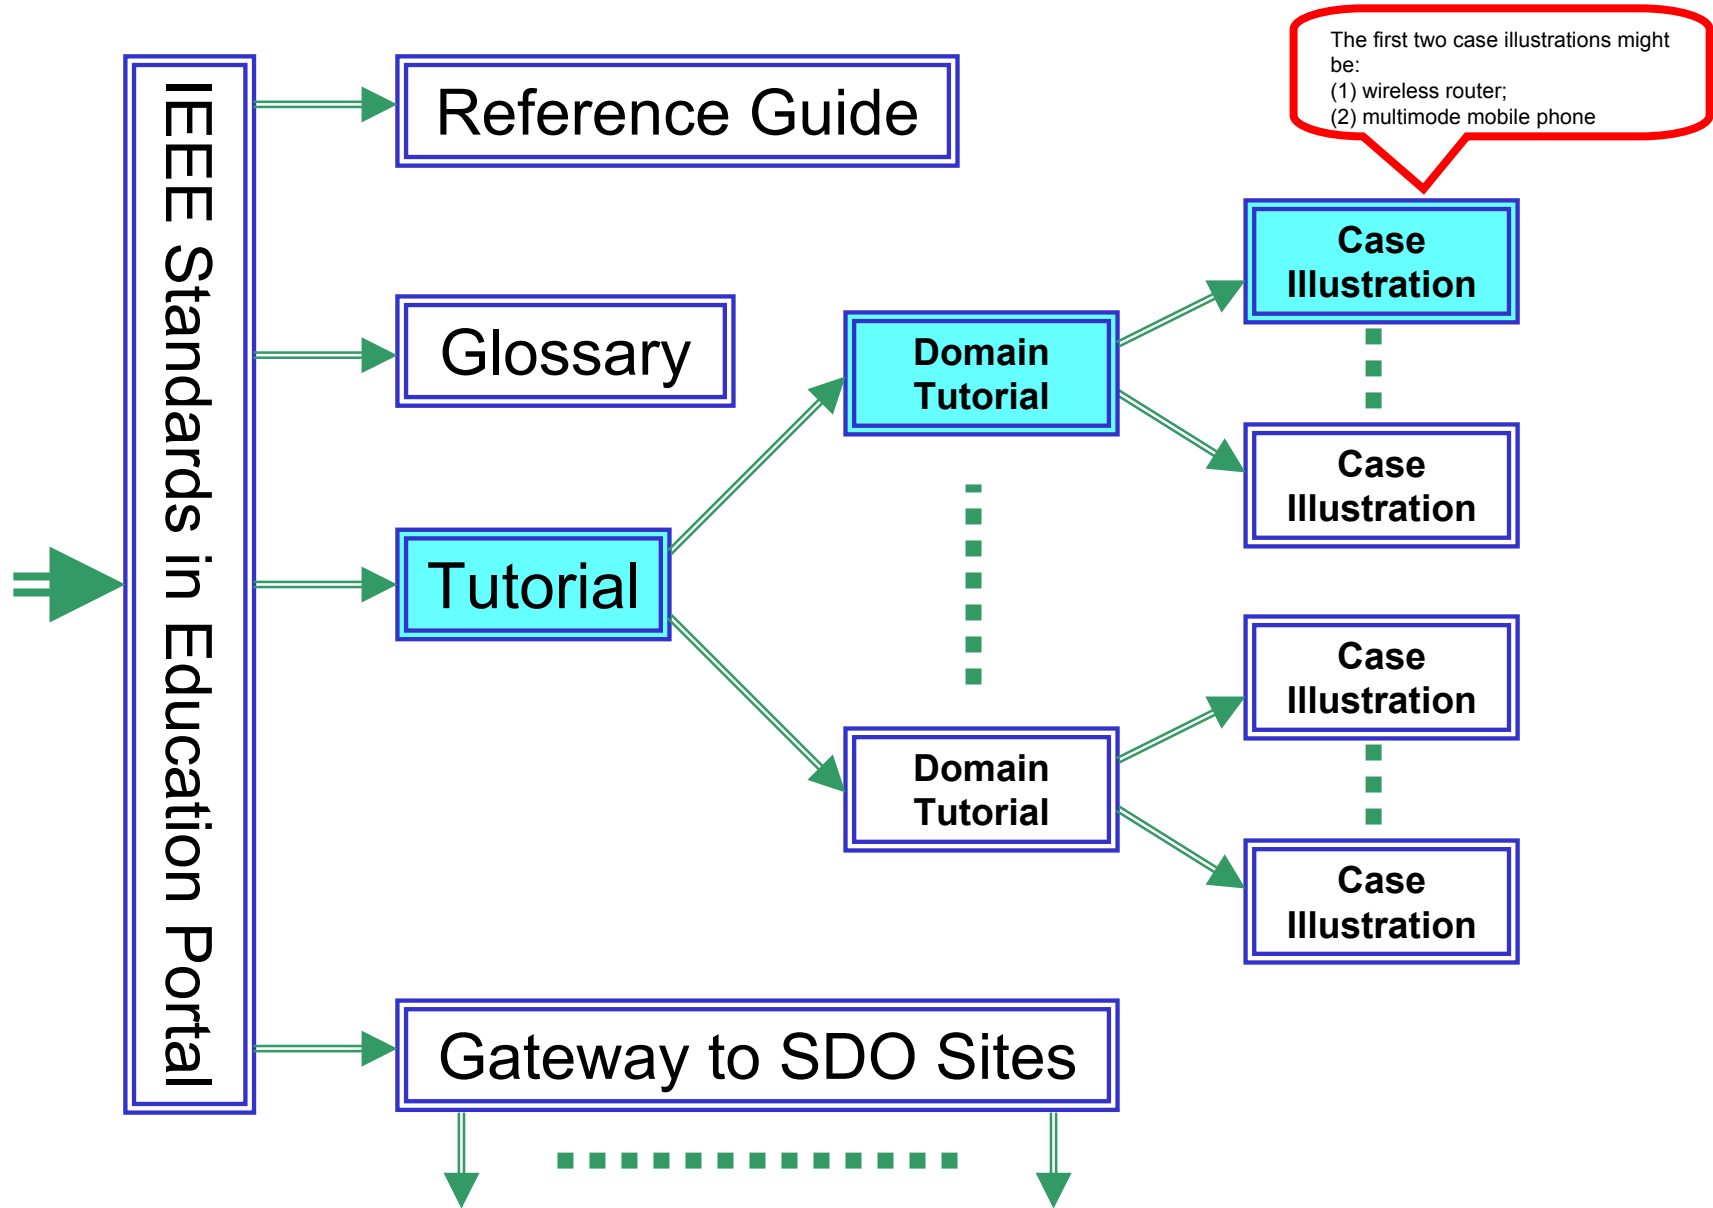 IEEE Standards in Education Portal
Reference Guide
Glossary
Tutorial
Gateway to SDO Sites
Domain
Tutorial
Domain
Tutorial
The first two case illustrations might
be:
(1) wireless router;
(2) multimode mobile phone
Case
Illustration
Case
Illustration
Case
Illustration
Case
Illustration